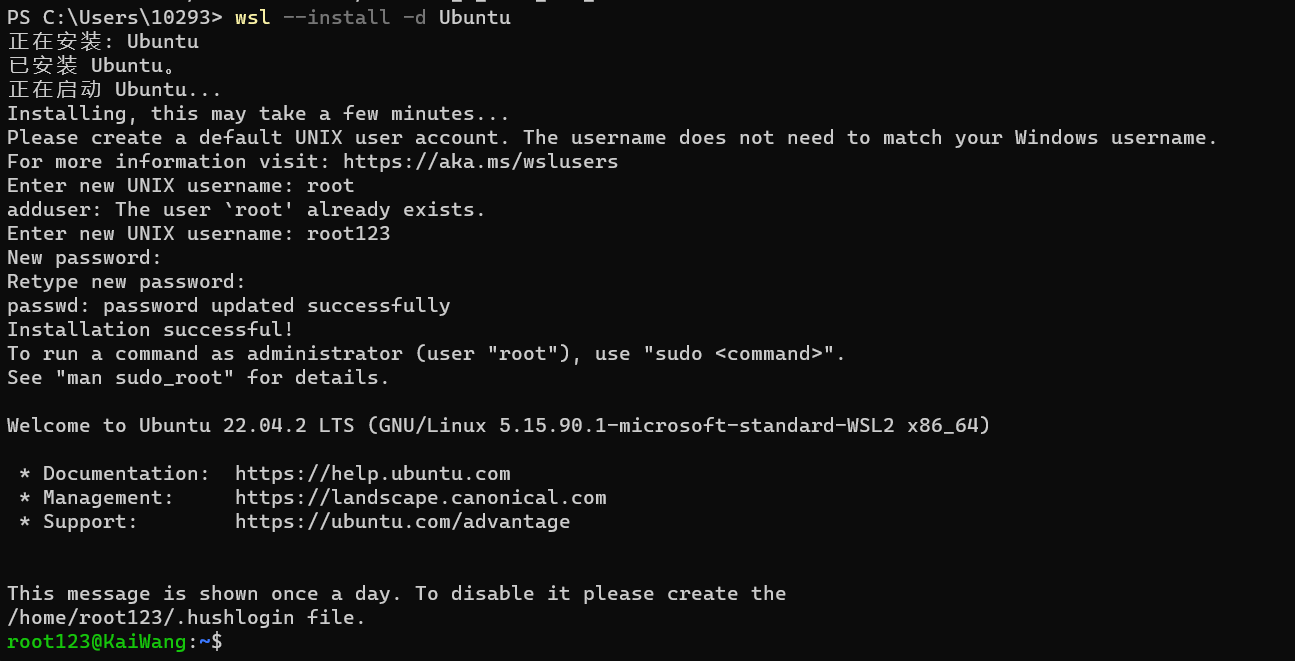 PS C:\Users\10293> wsl --install -d Ubuntu
正在安装: Ubuntu
已安装 Ubuntu。
正在启动 Ubuntu...
Installing, this may take a few minutes...
Please create a default UNIX user account. The username does not need to match your Windows username.
For more information visit: https://aka.ms/wslusers
Enter new UNIX username: root
adduser: The user `root' already exists.
Enter new UNIX username: root123
New password:
Retype new password:
passwd: password updated successfully
Installation successful!
To run a command as administrator (user "root"), use "sudo <command>".
See "man sudo_root" for details.
Welcome to Ubuntu 22.04.2 LTS (GNU/Linux 5.15.90.1-microsoft-standard-WSL2 x86_64)
* Documentation:  https://help.ubuntu.com
* Management:     https://landscape.canonical.com
* Support:        https://ubuntu.com/advantage
This message is shown once a day. To disable it please create the
/home/root123/.hushlogin file.
root123@KaiWang:~$